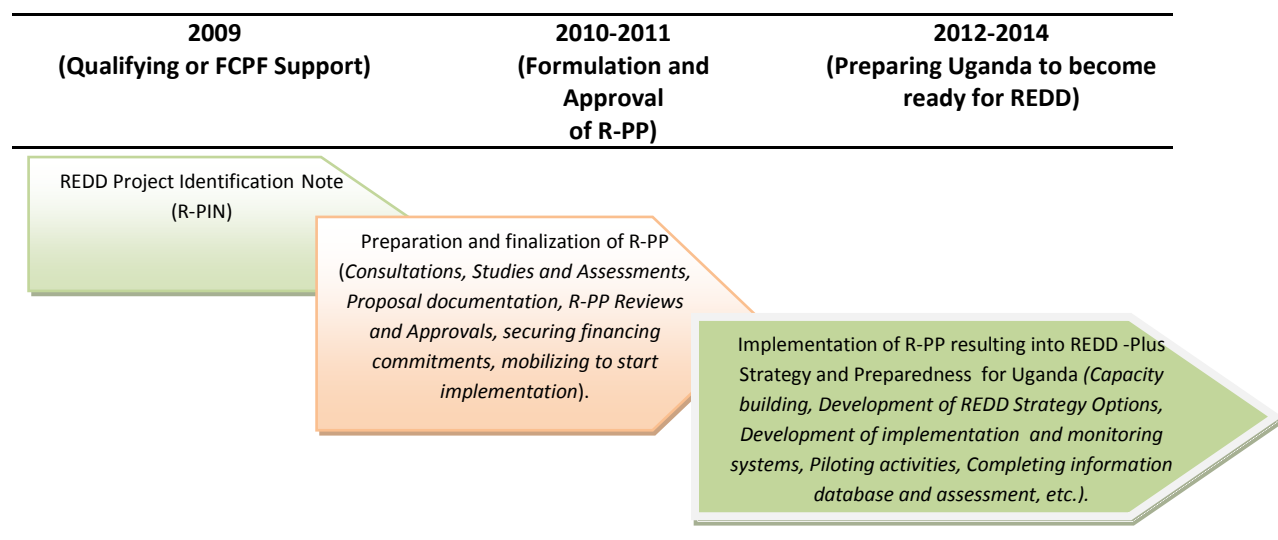 2009
(Qualifying or FCPF Support)
2010-2011
(Formulation and
Approval
of R-PP)
2012-2014
(Preparing Uganda to become
ready for REDD)
REDD Project Identification Note
(R-PIN)
Preparation and finalization of R-PP
(Consultations, Studies and Assessments,
Proposal documentation, R-PP Reviews
and Approvals, securing financing
commitments, mobilizing to start
implementation).
Implementation of R-PP resulting into REDD -Plus
Strategy and Preparedness for Uganda (Capacity
building, Development of REDD Strategy Options,
Development of implementation and monitoring
systems, Piloting activities, Completing information
database and assessment, etc.).